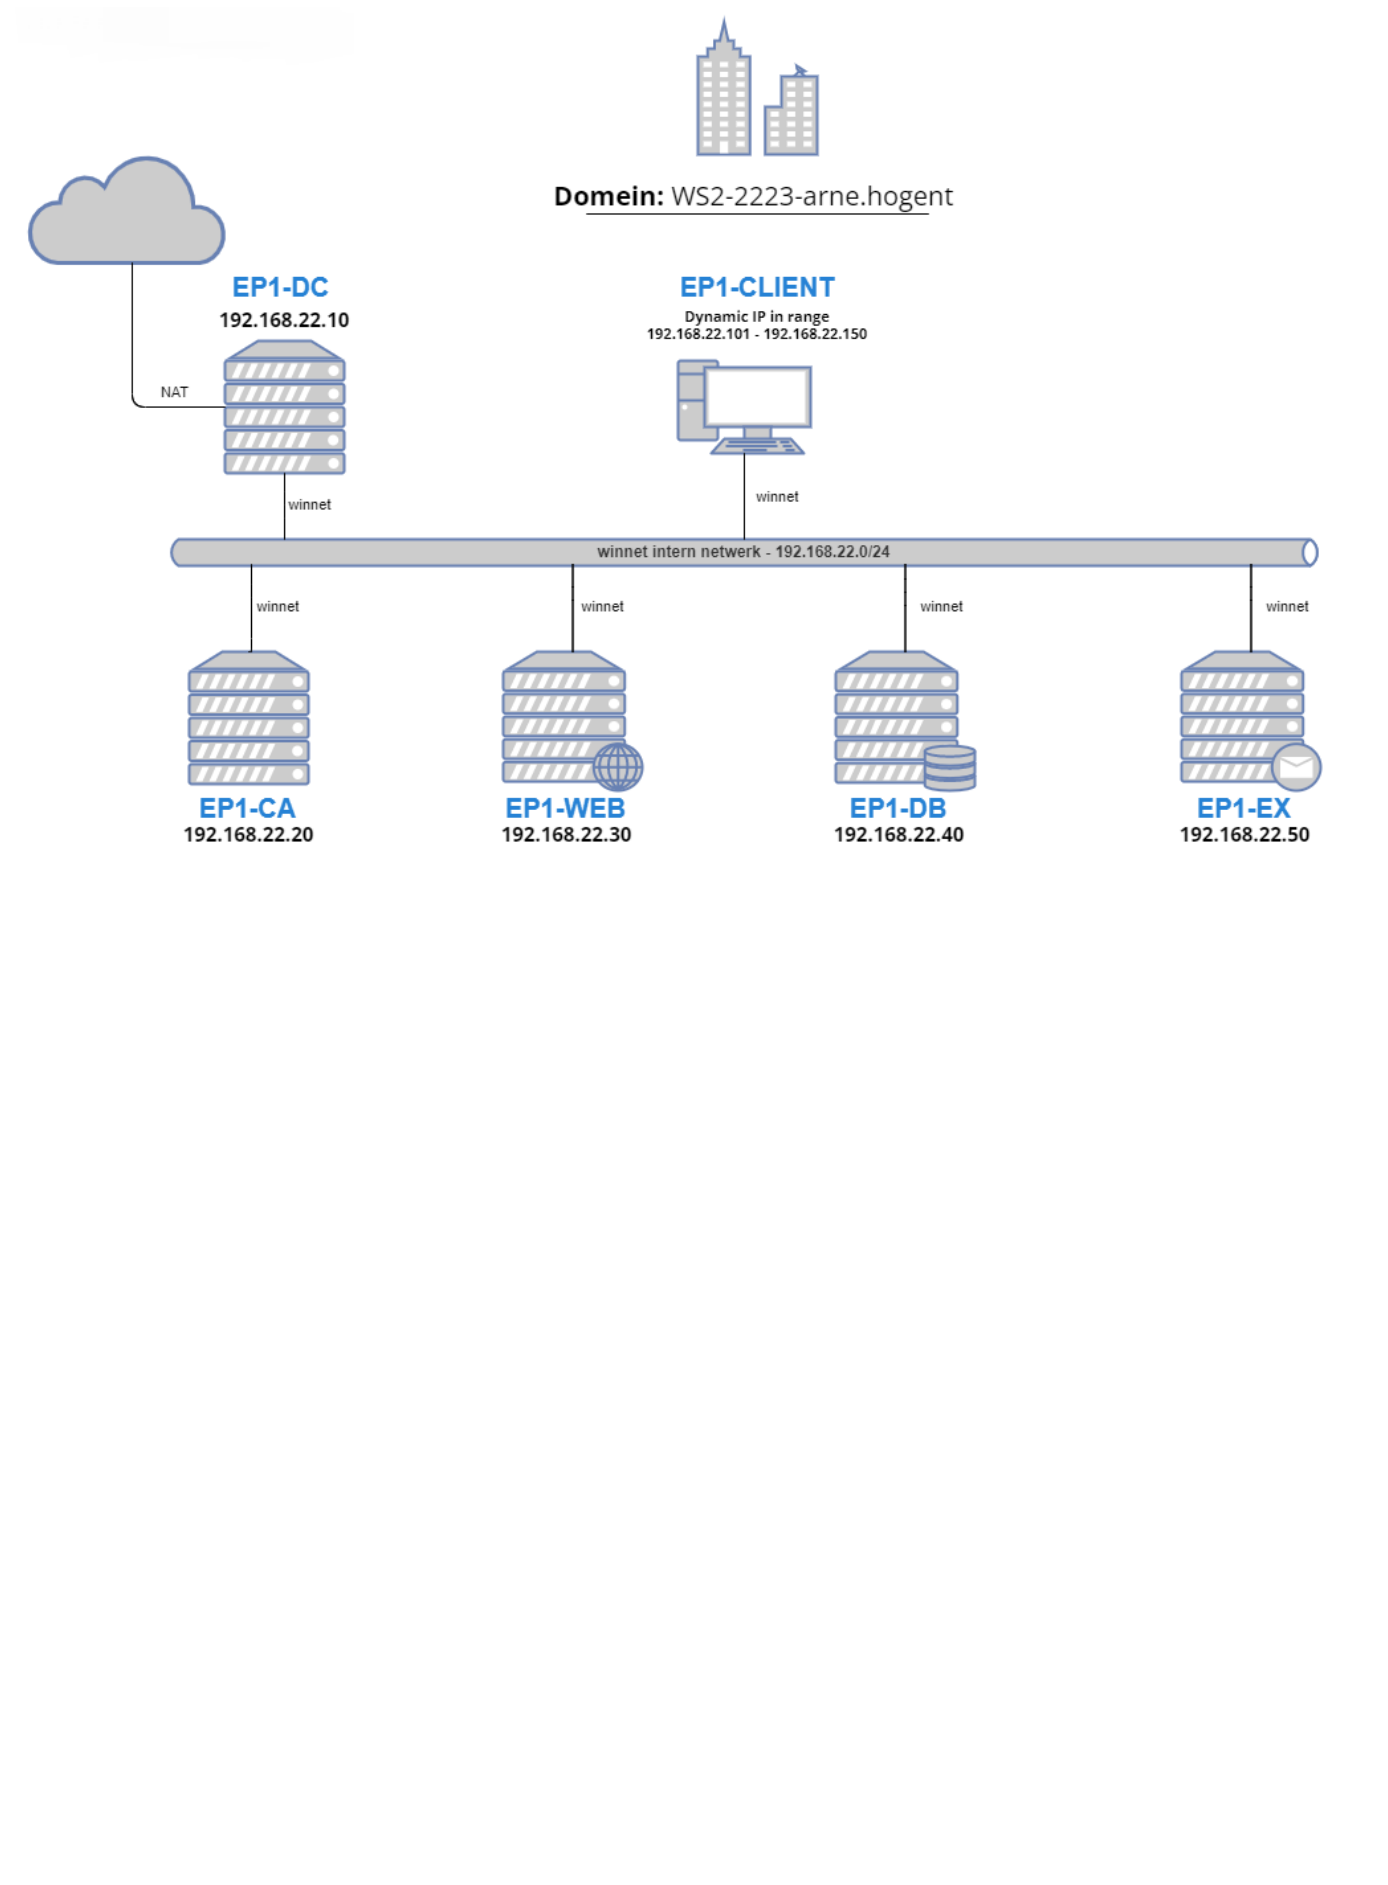 Domein: WS2-2223-arne.hogent
EP1-DC
192.168.22.10
EP1-CLIENT
Dynamic IP in range
192.168.22.101 - 192.168.22.150
NAT
winnet
winnet
winnet intern netwerk - 192.168.22.0/24
winnet
winnet
winnet
winnet
EP1-CA
192.168.22.20
EP1-WEB
192.168.22.30
EP1-DB
192.168.22.40
EP1-EX
192.168.22.50